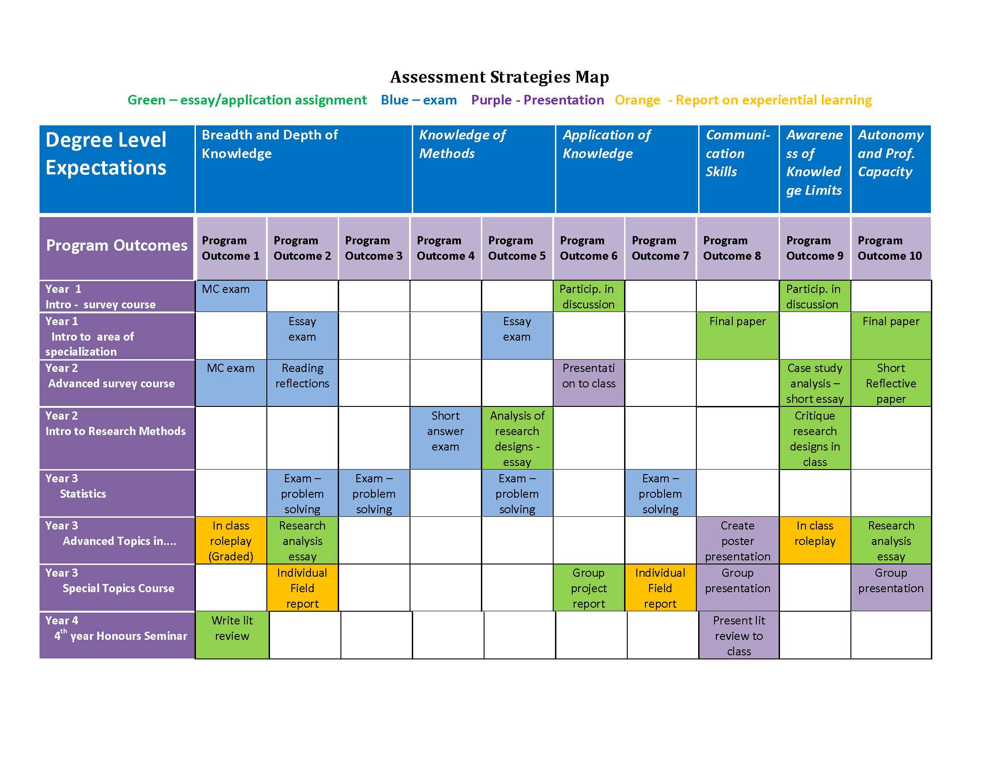 Assessment Strategies Map
Green – essay/application assignment Blue – exam Purple - Presentation Orange - Report on experiential learning
Degree Level
Expectations
Breadth and Depth of
Knowledge
Knowledge of
Methods
Application of
Knowledge
Communi-
cation
Skills
Awarene
ss of
Knowled
ge Limits
Autonomy
and Prof.
Capacity
Program Outcomes
Program
Outcome 1
Program
Outcome 2
Program
Outcome 3
Program
Outcome 4
Program
Outcome 5
Program
Outcome 6
Program
Outcome 7
Program
Outcome 8
Program
Outcome 9
Program
Outcome 10
Year 1
Intro - survey course
MC exam
Particip. in
discussion
Particip. in
discussion
Year 1
Intro to area of
specialization
Essay
exam
Essay
exam
Final paper
Final paper
Year 2
Advanced survey course
MC exam
Reading
reflections
Presentati
on to class
Case study
analysis –
short essay
Short
Reflective
paper
Year 2
Intro to Research Methods
Short
answer
exam
Analysis of
research
designs -
essay
Critique
research
designs in
class
Year 3
Statistics
Exam –
problem
solving
Exam –
problem
solving
Exam –
problem
solving
Exam –
problem
solving
Year 3
Advanced Topics in....
In class
roleplay
(Graded)
Research
analysis
essay
Create
poster
presentation
In class
roleplay
Research
analysis
essay
Year 3
Special Topics Course
Individual
Field
report
Group
project
report
Individual
Field
report
Group
presentation
Group
presentation
Year 4
4th year Honours Seminar
Write lit
review
Present lit
review to
class